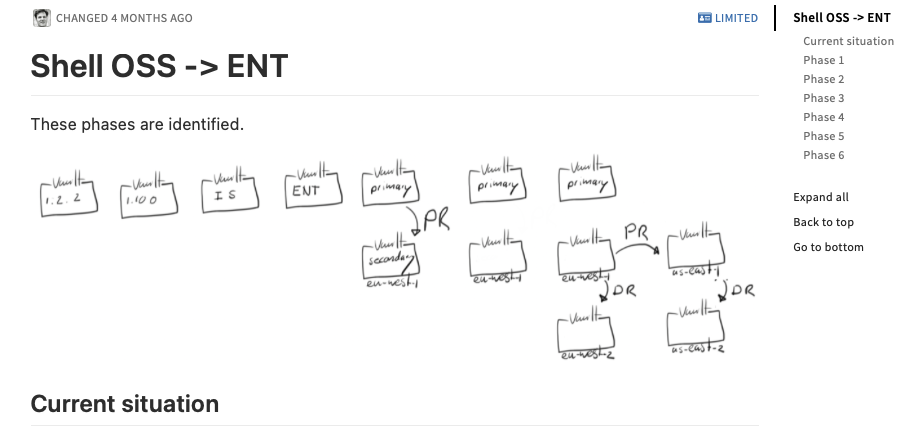 CHANGED 4 MONTHS AGO
LIMITED
Shell OSS -> ENT
These phases are identified.
Vault Vault Vault Vault Vault Vault Vault
1.2.2 1.10.0 IS ENT primary primary primary
PR PR
Vault Vault Vault Vault
secondary
eu-west-1 eu-west-1 eu-west-1 us-east-1
DR DR
Vault Vault
eu-west-2 us-east-2
Current situation
Shell OSS -> ENT
Current situation
Phase 1
Phase 2
Phase 3
Phase 4
Phase 5
Phase 6
Expand all
Back to top
Go to bottom